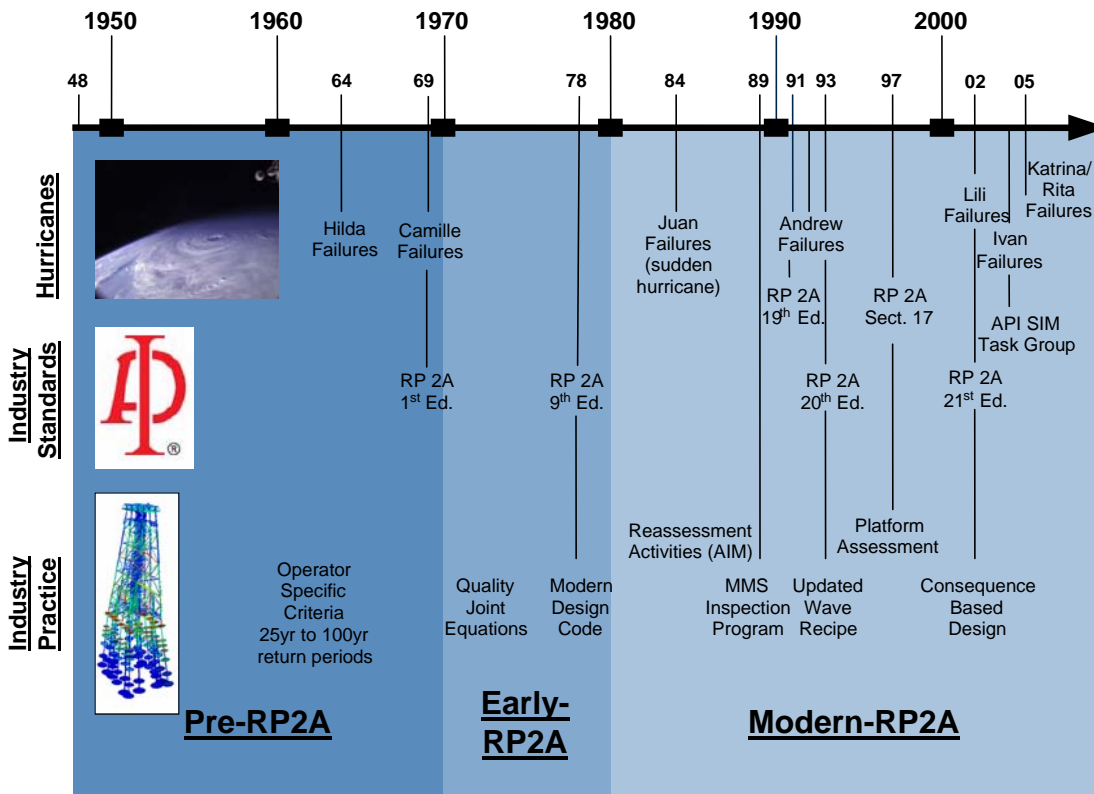 1950
1960
1970
1980
1990
2000
48
64
69
78
84
89
91
93
97
02
05
Hurricanes
Hilda
Failures
Camille
Failures
Juan
Failures
(sudden
hurricane)
Andrew
Failures
Lili
Failures
Katrina/
Rita
Failures
Ivan
Failures
RP 2A
19th Ed.
RP 2A
Sect. 17
API SIM
Task Group
Industry
Standards
API
®
RP 2A
1st Ed.
RP 2A
9th Ed.
RP 2A
20th Ed.
RP 2A
21st Ed.
Industry
Practice
Operator
Specific
Criteria
25yr to 100yr
return periods
Quality
Joint
Equations
Modern
Design
Code
Reassessment
Activities (AIM)
MMS
Inspection
Program
Updated
Wave
Recipe
Platform
Assessment
Consequence
Based
Design
Pre-RP2A
Early-
RP2A
Modern-RP2A